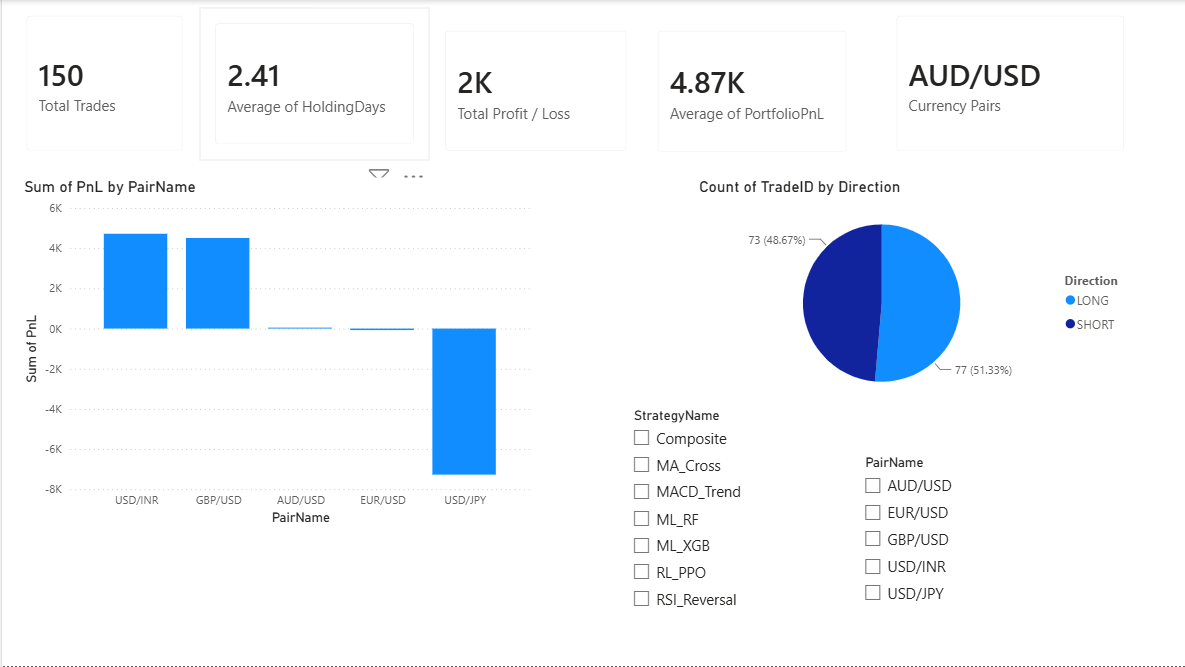 150
Total Trades
2.41
Average of HoldingDays
2K
Total Profit / Loss
4.87K
Average of PortfolioPnL
AUD/USD
Currency Pairs
Sum of PnL by PairName
6K
4K
2K
0K
-2K
-4K
-6K
-8K
Sum of PnL
USD/INR
GBP/USD
AUD/USD
EUR/USD
USD/JPY
PairName
Count of TradeID by Direction
73 (48.67%)
77 (51.33%)
Direction
LONG
SHORT
StrategyName
Composite
MA_Cross
MACD_Trend
ML_RF
ML_XGB
RL_PPO
RSI_Reversal
PairName
AUD/USD
EUR/USD
GBP/USD
USD/INR
USD/JPY